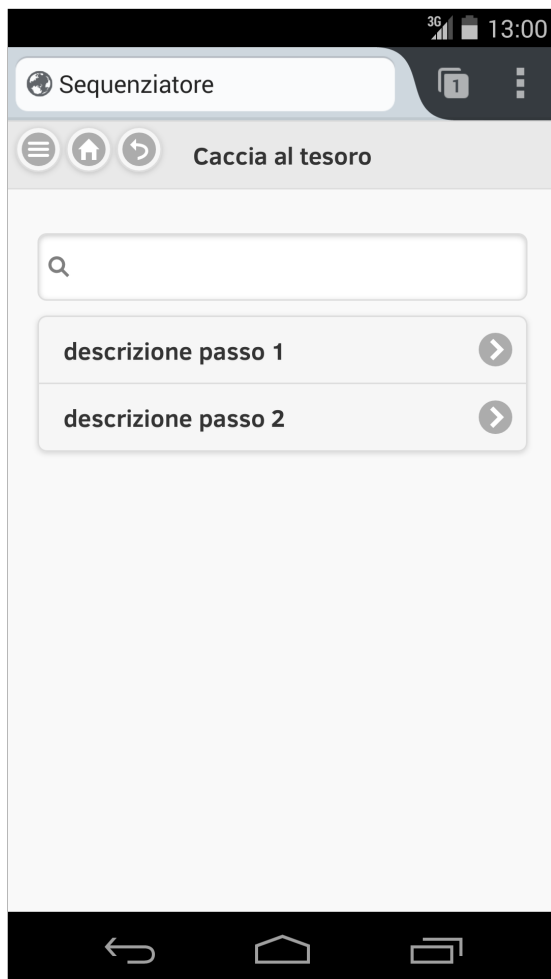 3G 13:00
Sequenziatore 1
Caccia al tesoro
descrizione passo 1
descrizione passo 2